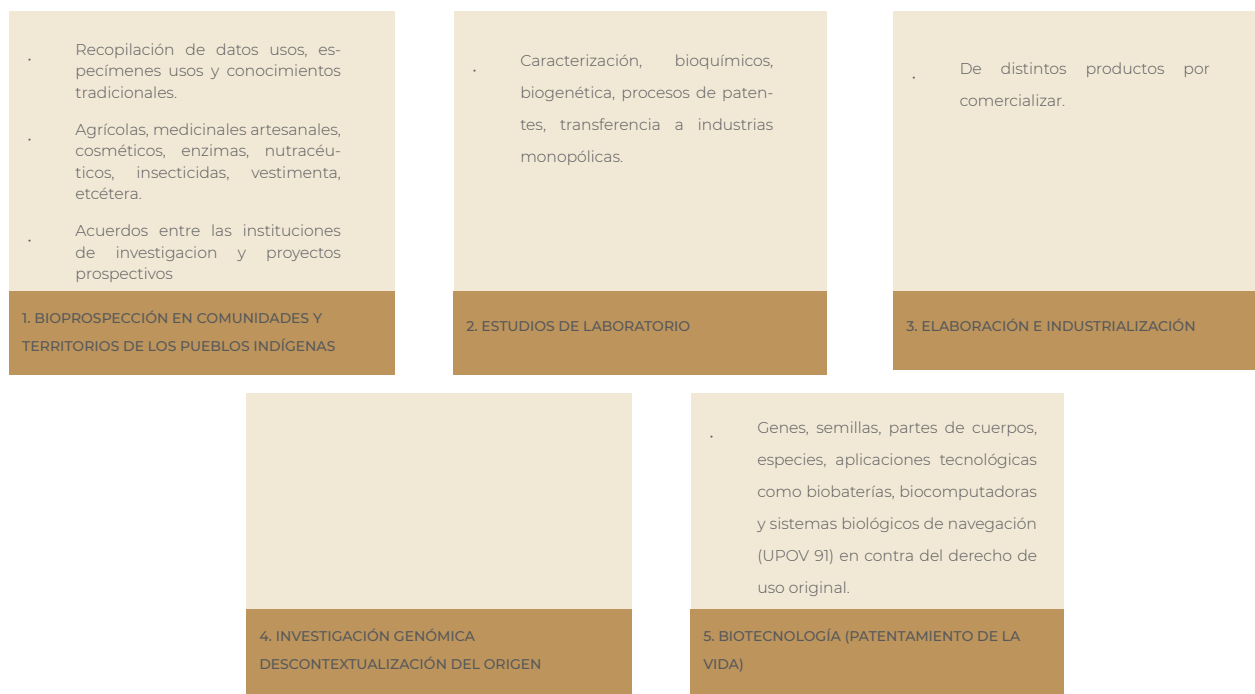 Recopilación de datos usos, es-
pecímenes usos y conocimientos
tradicionales.
Agrícolas, medicinales artesanales,
cosméticos, enzimas, nutracéu-
ticos, insecticidas, vestimenta,
etcétera.
Acuerdos entre las instituciones
de investigacion y proyectos
prospectivos
1. BIOPROSPECCIÓN EN COMUNIDADES Y
TERRITORIOS DE LOS PUEBLOS INDÍGENAS
Caracterización, bioquímicos,
biogenética, procesos de paten-
tes, transferencia a industrias
monopólicas.
2. ESTUDIOS DE LABORATORIO
De distintos productos por
comercializar.
3. ELABORACIÓN E INDUSTRIALIZACIÓN
4. INVESTIGACIÓN GENÓMICA
DESCONTEXTUALIZACIÓN DEL ORIGEN
Genes, semillas, partes de cuerpos,
especies, aplicaciones tecnológicas
como biobaterías, biocomputadoras
y sistemas biológicos de navegación
(UPOV 91) en contra del derecho de
uso original.
5. BIOTECNOLOGÍA (PATENTAMIENTO DE LA
VIDA)